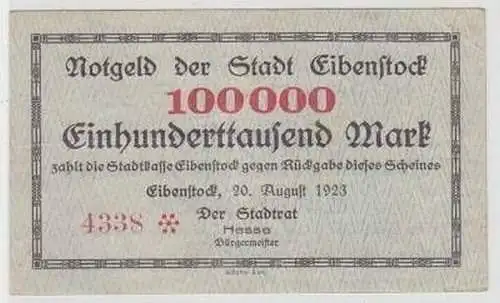 Notgeld der Stadt Eibenstock
100000
Einhunderttausend Mark
zahlt die Stadtkasse Eibenstock gegen Rückgabe dieses Scheines
Eibenstock, 20. August 1923
4338 Der Stadtrat
Hesse
Bürgermeister